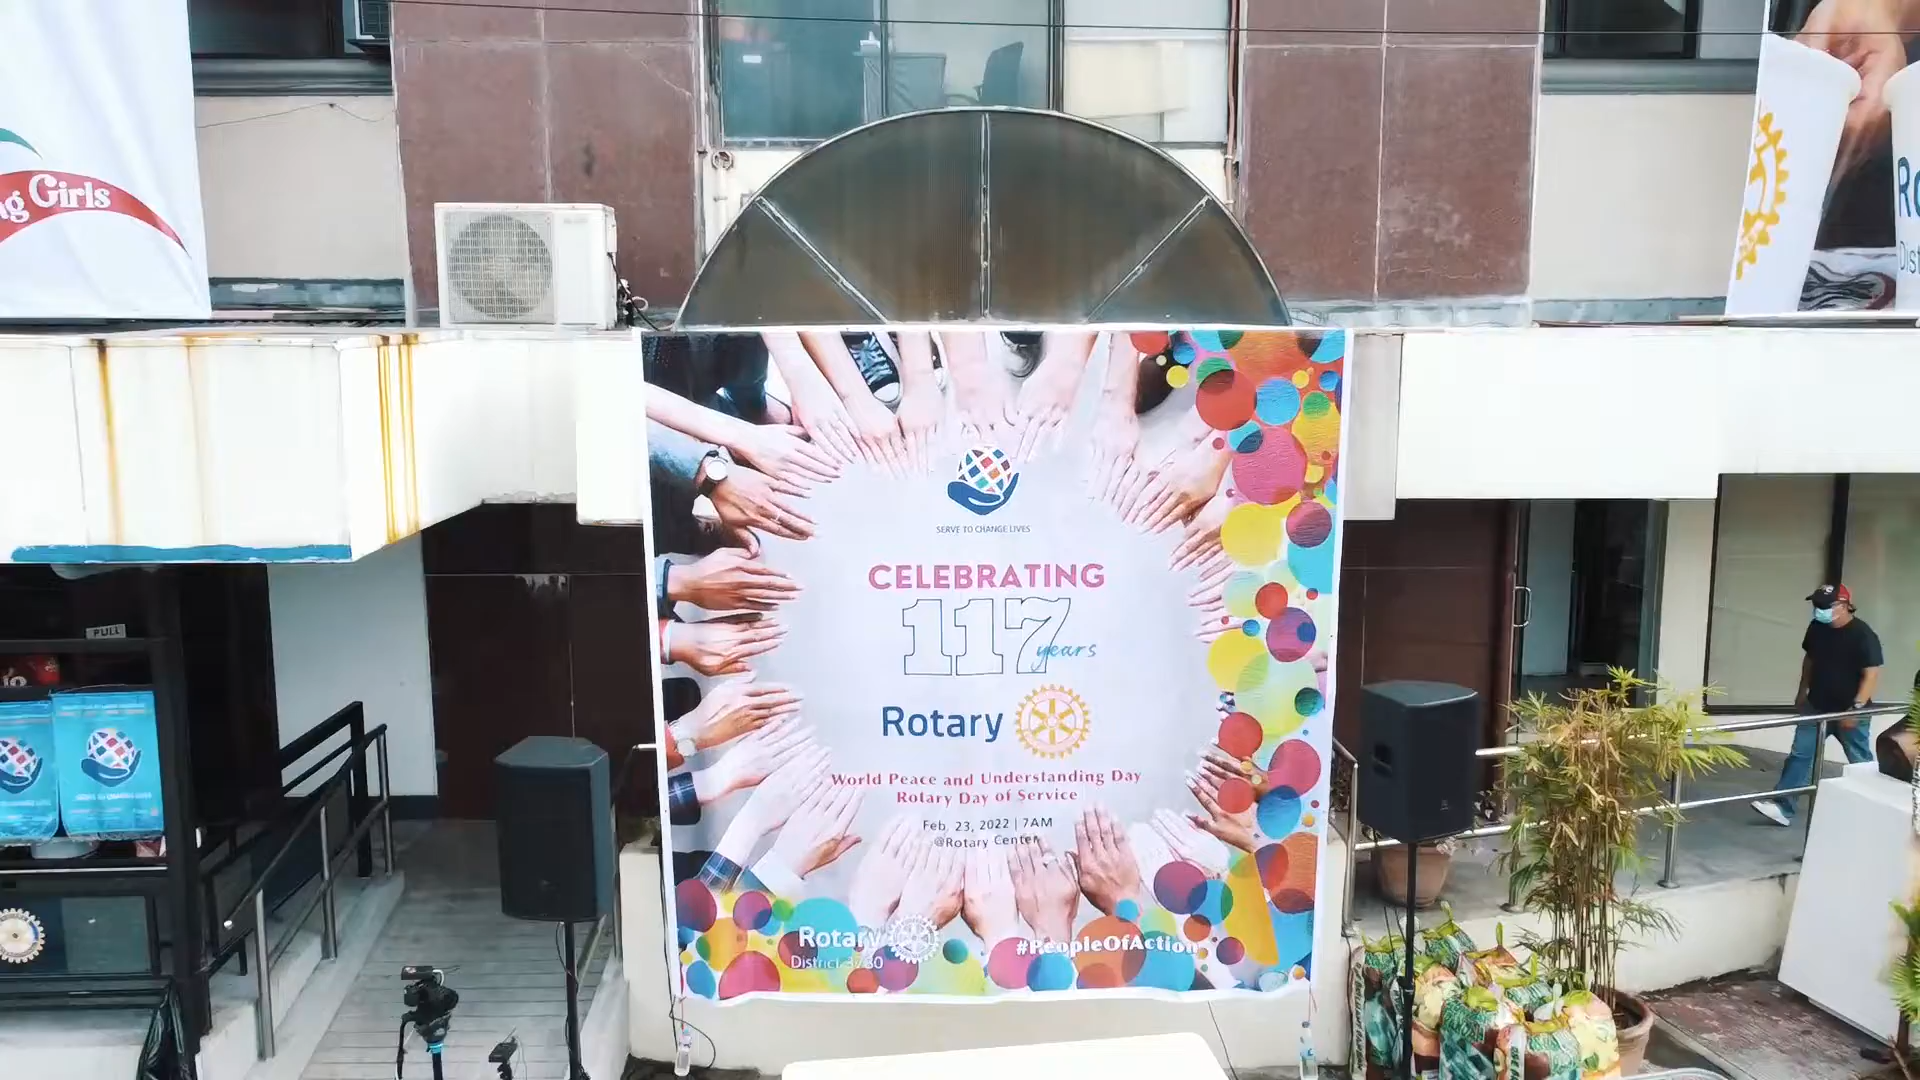 Girls
SERVE TO CHANGE LIVES
CELEBRATING
117
years
Rotary
World Peace and Understanding Day
Rotary Day of Service
Feb. 23, 2022 | 7AM
@Rotary Center
Rotary
District 3780
#PeopleOfAction
PULL